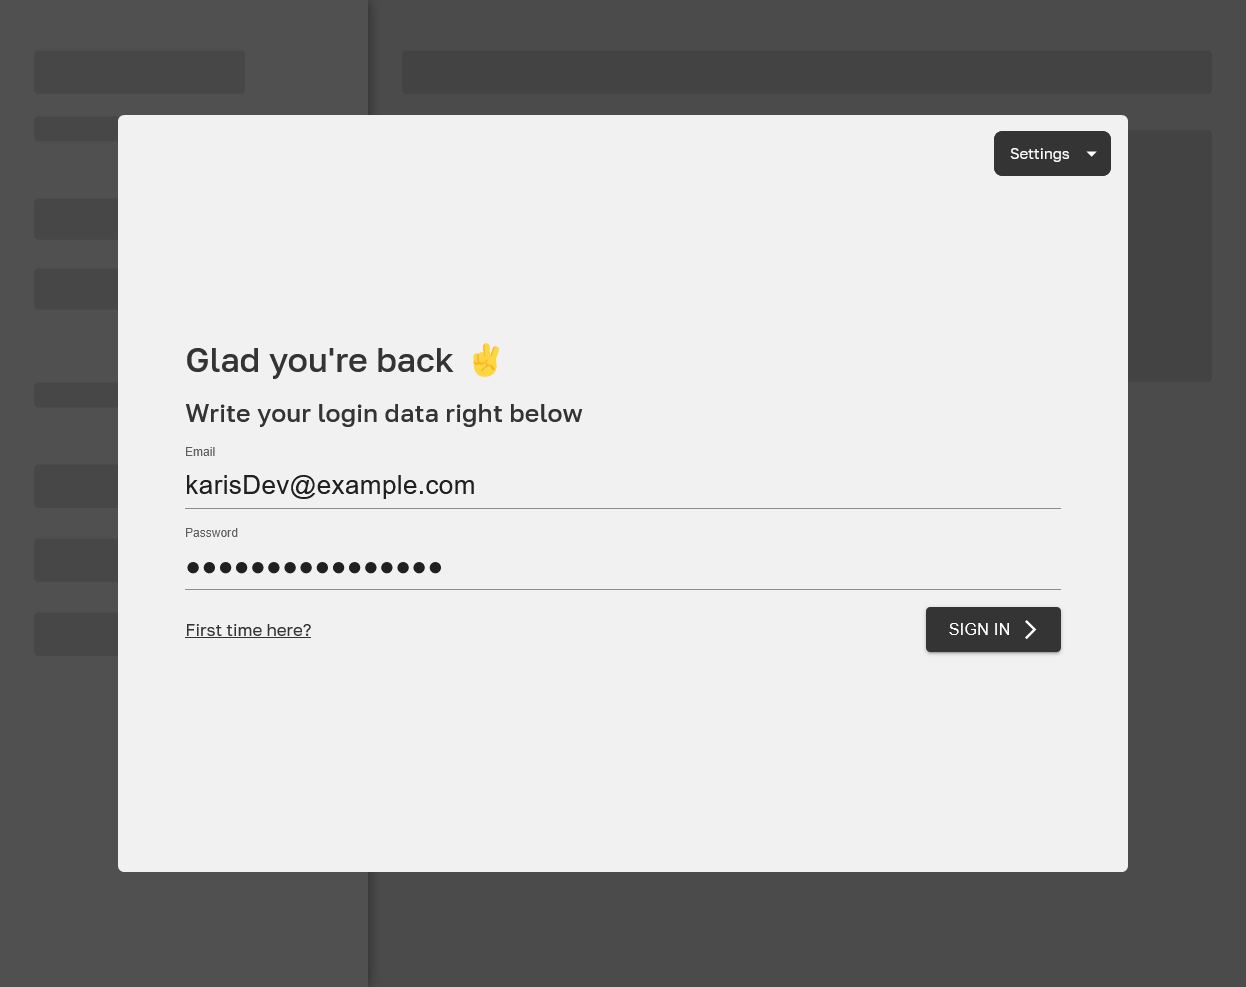 Settings
Glad you're back ✌️
Write your login data right below
Email
karisDev@example.com
Password
●●●●●●●●●●●●●●●●
First time here?
SIGN IN